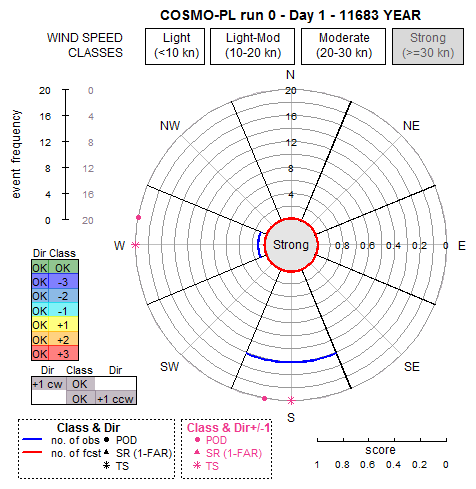 COSMO-PL run 0 - Day 1 - 11683 YEAR
WIND SPEED
CLASSES
Light
(<10 kn)
Light-Mod
(10-20 kn)
Moderate
(20-30 kn)
Strong
(>=30 kn)
event frequency
20 0
16 4
12 8
8 12
4 16
0 20
N
NE
E
SE
S
SW
W
NW
20
16
12
8
4
Strong
0.8 0.6 0.4 0.2 0
Dir Class
OK OK
OK -3
OK -2
OK -1
OK +1
OK +2
OK +3
Dir Class Dir
+1 cw OK
OK +1 ccw
Class & Dir
no. of obs POD
no. of fcst SR (1-FAR)
TS
Class & Dir+/-1
POD
SR (1-FAR)
TS
score
1 0.8 0.6 0.4 0.2 0